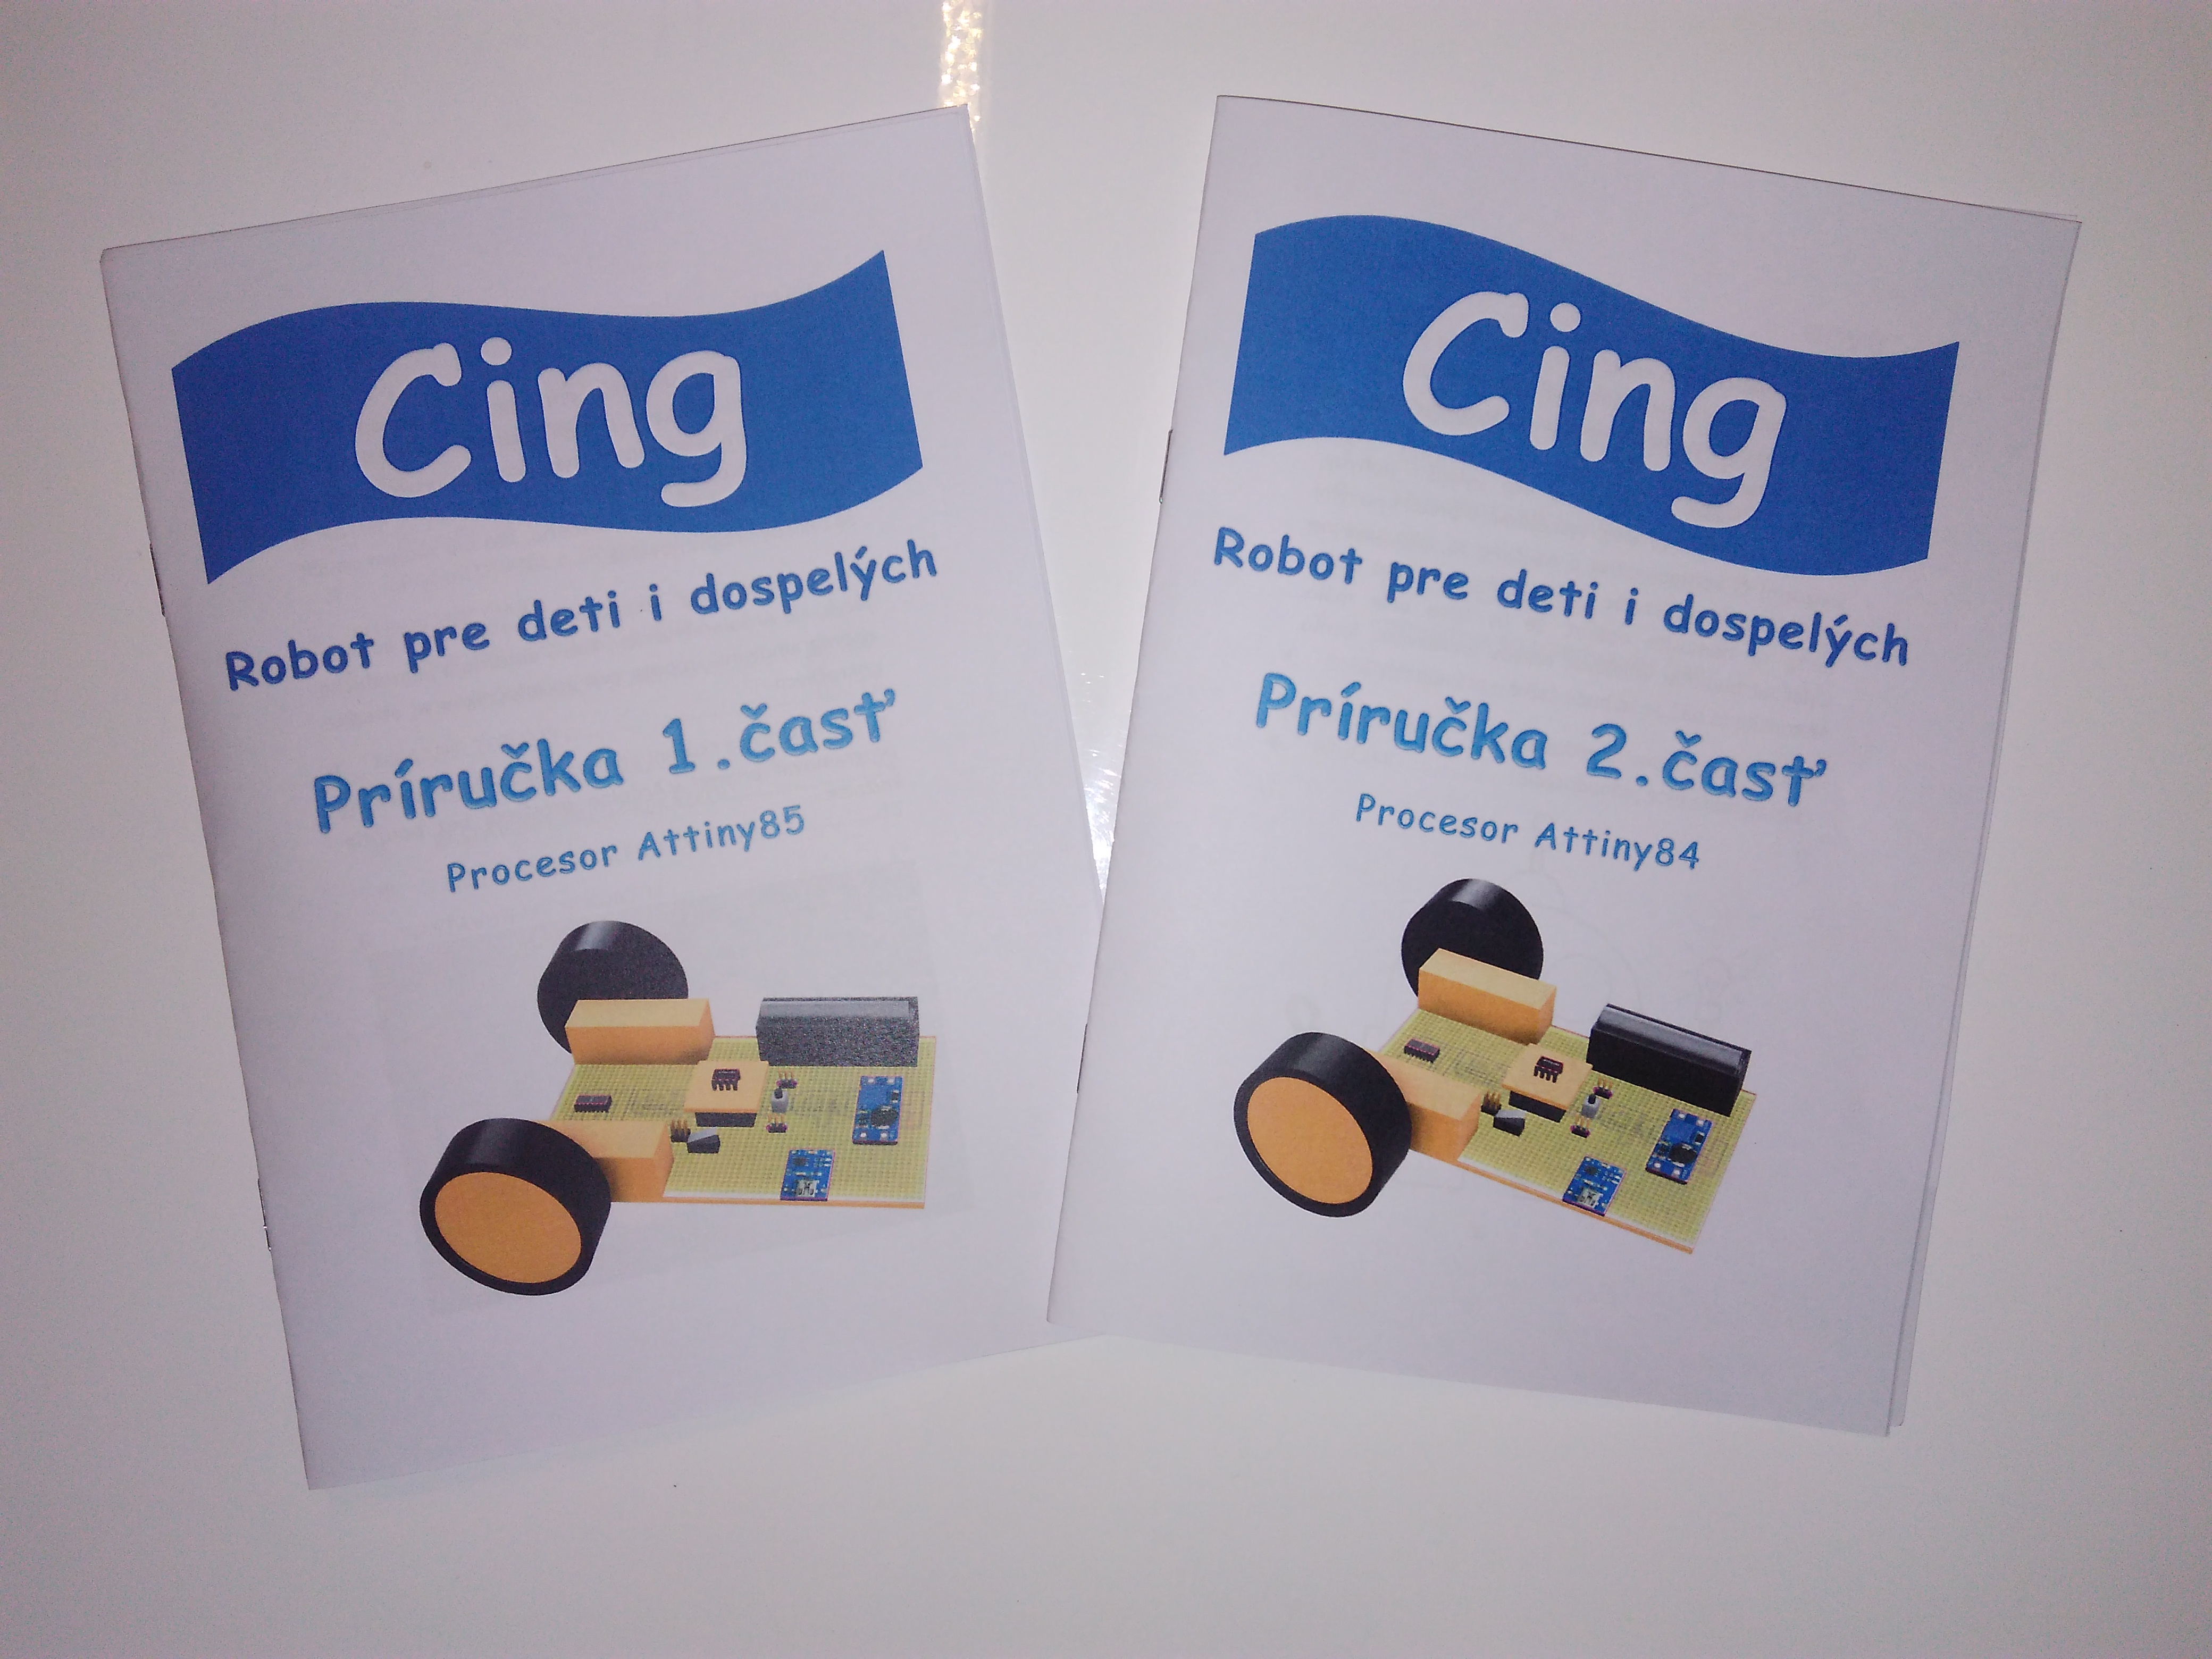 Cing
Robot pre deti i dospelých
Príručka 1.časť
Procesor Attiny85
Cing
Robot pre deti i dospelých
Príručka 2.časť
Procesor Attiny84